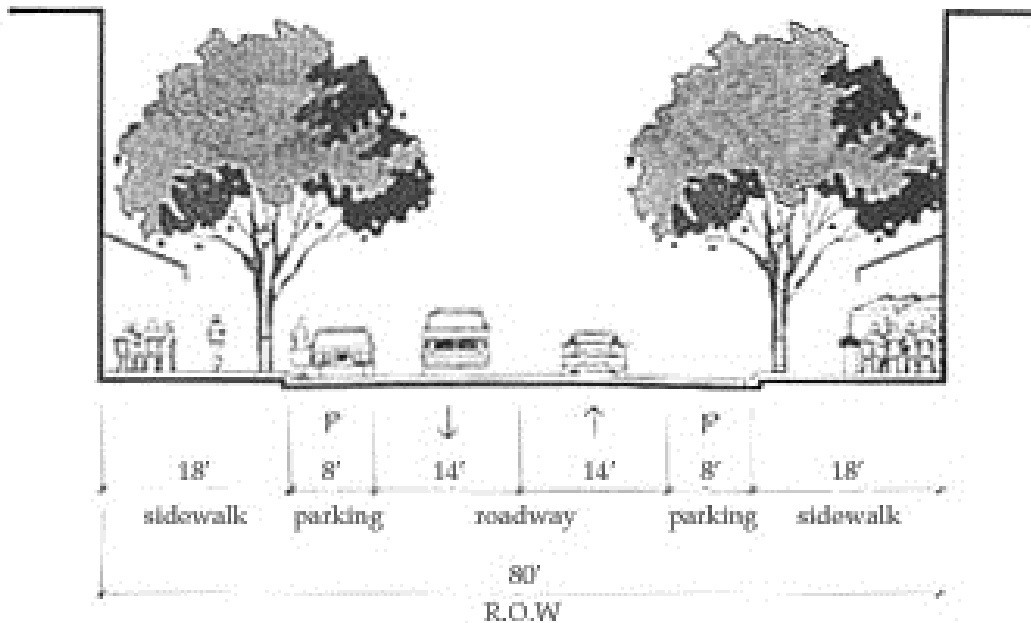 P ↓ ↑ P
18' 8' 14' 14' 8' 18'
sidewalk parking roadway parking sidewalk
80'
R.O.W